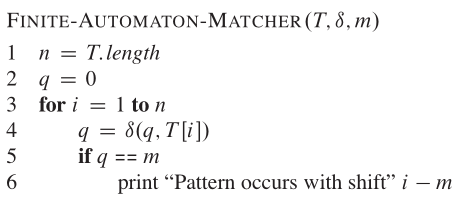 FINITE-AUTOMATON-MATCHER(T, δ, m)
1 n = T.length
2 q = 0
3 for i = 1 to n
4 q = δ(q, T[i])
5 if q == m
6 print “Pattern occurs with shift” i − m